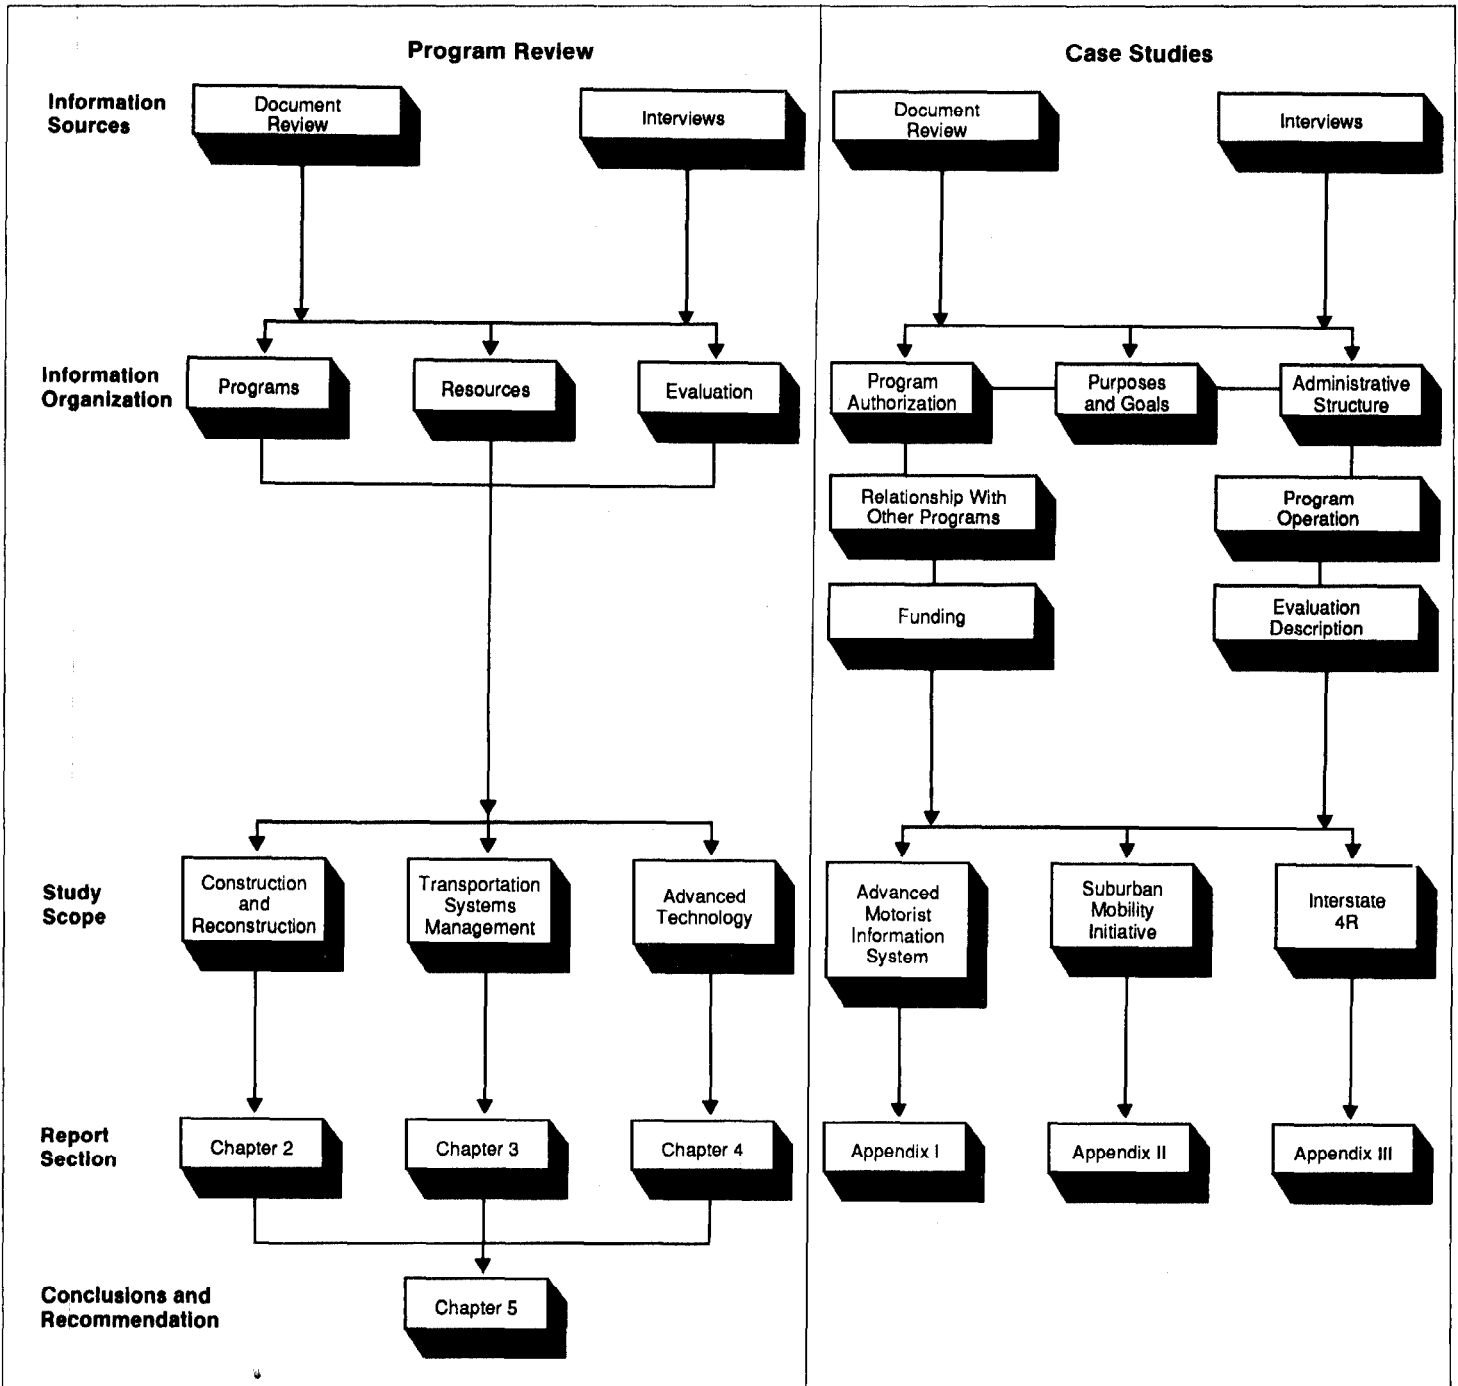 Program Review
Case Studies
Information
Sources
Document
Review
Interviews
Document
Review
Interviews
Information
Organization
Programs
Resources
Evaluation
Program
Authorization
Purposes
and Goals
Administrative
Structure
Relationship With
Other Programs
Program
Operation
Funding
Evaluation
Description
Study
Scope
Construction
and
Reconstruction
Transportation
Systems
Management
Advanced
Technology
Advanced
Motorist
Information
System
Suburban
Mobility
Initiative
Interstate
4R
Report
Section
Chapter 2
Chapter 3
Chapter 4
Appendix I
Appendix II
Appendix III
Conclusions and
Recommendation
Chapter 5